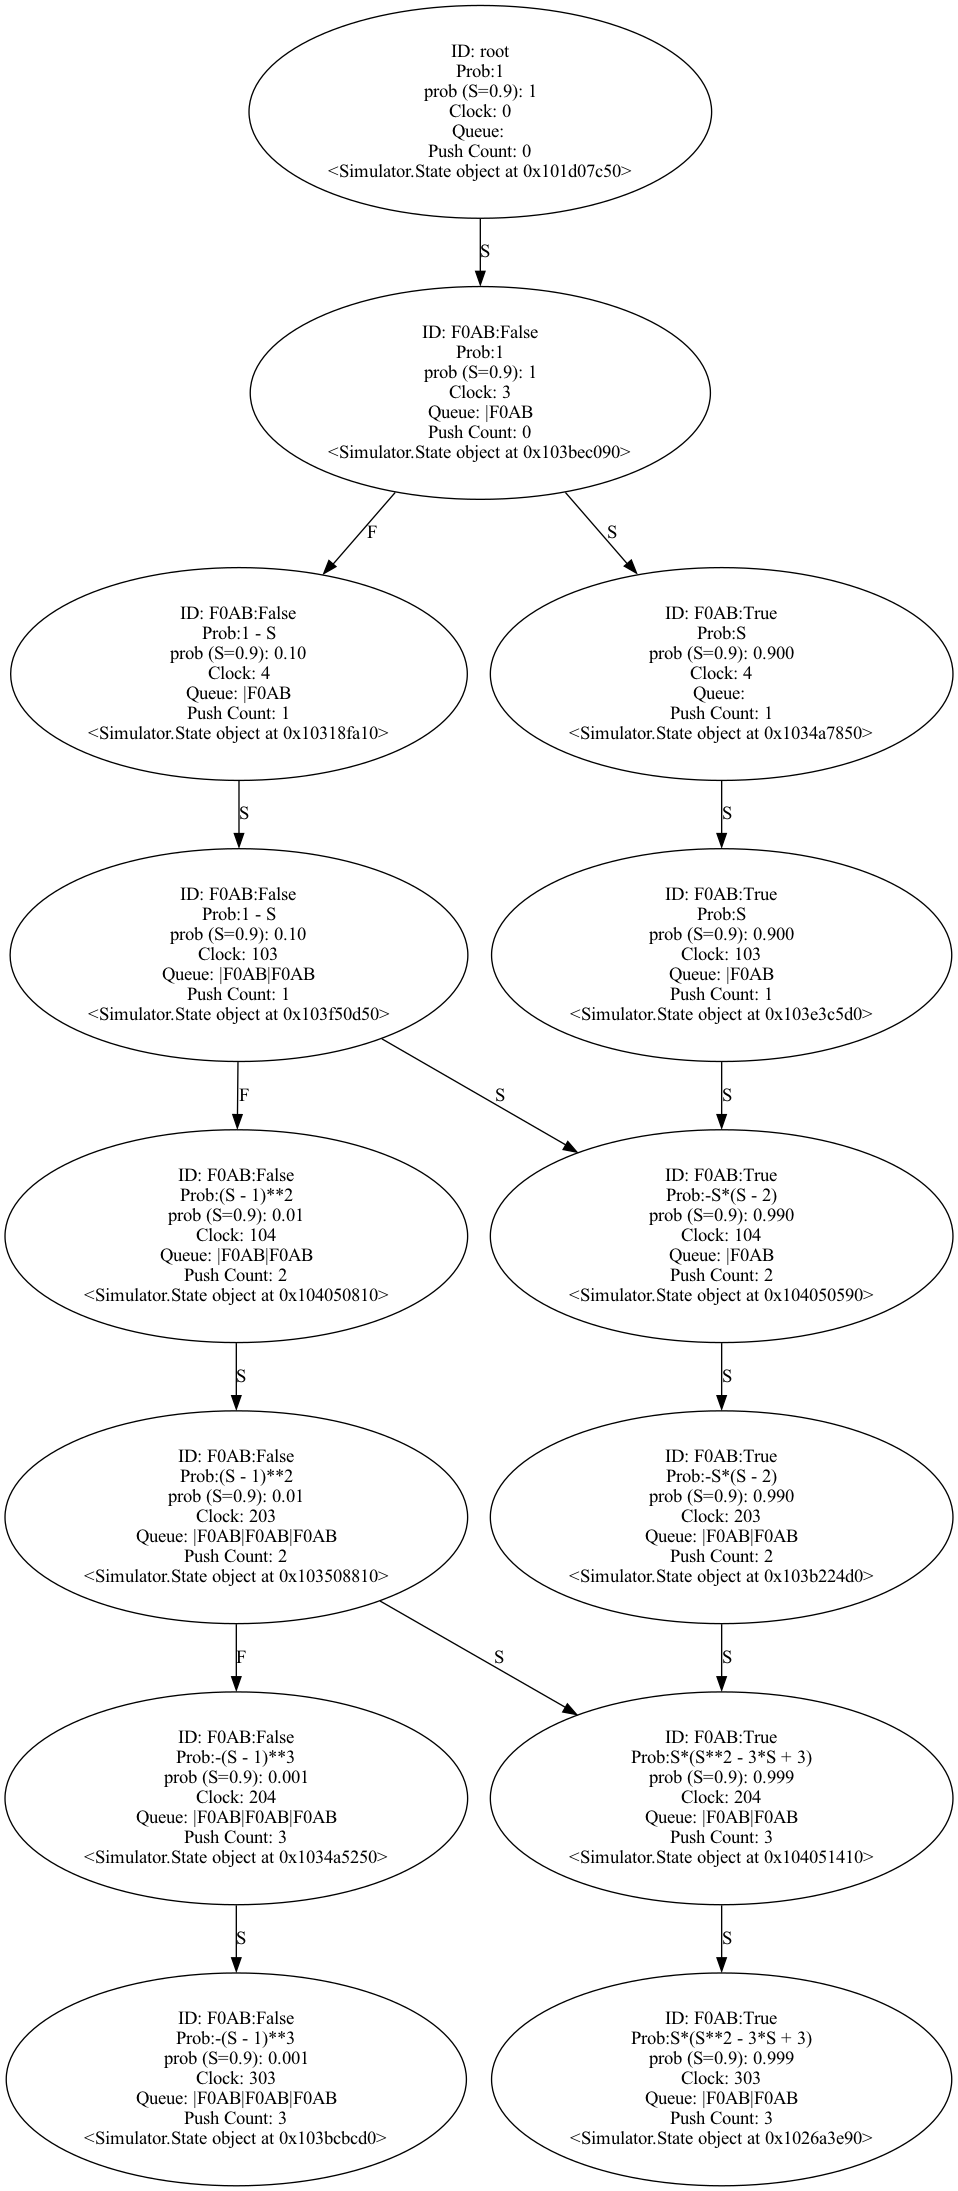 ID: root
Prob:1
prob (S=0.9): 1
Clock: 0
Queue:
Push Count: 0
<Simulator.State object at 0x101d07c50>
S
ID: F0AB:False
Prob:1
prob (S=0.9): 1
Clock: 3
Queue: |F0AB
Push Count: 0
<Simulator.State object at 0x103bec090>
F
S
ID: F0AB:False
Prob:1 - S
prob (S=0.9): 0.10
Clock: 4
Queue: |F0AB
Push Count: 1
<Simulator.State object at 0x10318fa10>
ID: F0AB:True
Prob:S
prob (S=0.9): 0.900
Clock: 4
Queue:
Push Count: 1
<Simulator.State object at 0x1034a7850>
S
S
ID: F0AB:False
Prob:1 - S
prob (S=0.9): 0.10
Clock: 103
Queue: |F0AB|F0AB
Push Count: 1
<Simulator.State object at 0x103f50d50>
ID: F0AB:True
Prob:S
prob (S=0.9): 0.900
Clock: 103
Queue: |F0AB
Push Count: 1
<Simulator.State object at 0x103e3c5d0>
F
S
S
ID: F0AB:False
Prob:(S - 1)**2
prob (S=0.9): 0.01
Clock: 104
Queue: |F0AB|F0AB
Push Count: 2
<Simulator.State object at 0x104050810>
ID: F0AB:True
Prob:-S*(S - 2)
prob (S=0.9): 0.990
Clock: 104
Queue: |F0AB
Push Count: 2
<Simulator.State object at 0x104050590>
S
S
ID: F0AB:False
Prob:(S - 1)**2
prob (S=0.9): 0.01
Clock: 203
Queue: |F0AB|F0AB|F0AB
Push Count: 2
<Simulator.State object at 0x103508810>
ID: F0AB:True
Prob:-S*(S - 2)
prob (S=0.9): 0.990
Clock: 203
Queue: |F0AB|F0AB
Push Count: 2
<Simulator.State object at 0x103b224d0>
F
S
S
ID: F0AB:False
Prob:-(S - 1)**3
prob (S=0.9): 0.001
Clock: 204
Queue: |F0AB|F0AB|F0AB
Push Count: 3
<Simulator.State object at 0x1034a5250>
ID: F0AB:True
Prob:S*(S**2 - 3*S + 3)
prob (S=0.9): 0.999
Clock: 204
Queue: |F0AB|F0AB
Push Count: 3
<Simulator.State object at 0x104051410>
S
S
ID: F0AB:False
Prob:-(S - 1)**3
prob (S=0.9): 0.001
Clock: 303
Queue: |F0AB|F0AB|F0AB
Push Count: 3
<Simulator.State object at 0x103bcbcd0>
ID: F0AB:True
Prob:S*(S**2 - 3*S + 3)
prob (S=0.9): 0.999
Clock: 303
Queue: |F0AB|F0AB
Push Count: 3
<Simulator.State object at 0x1026a3e90>